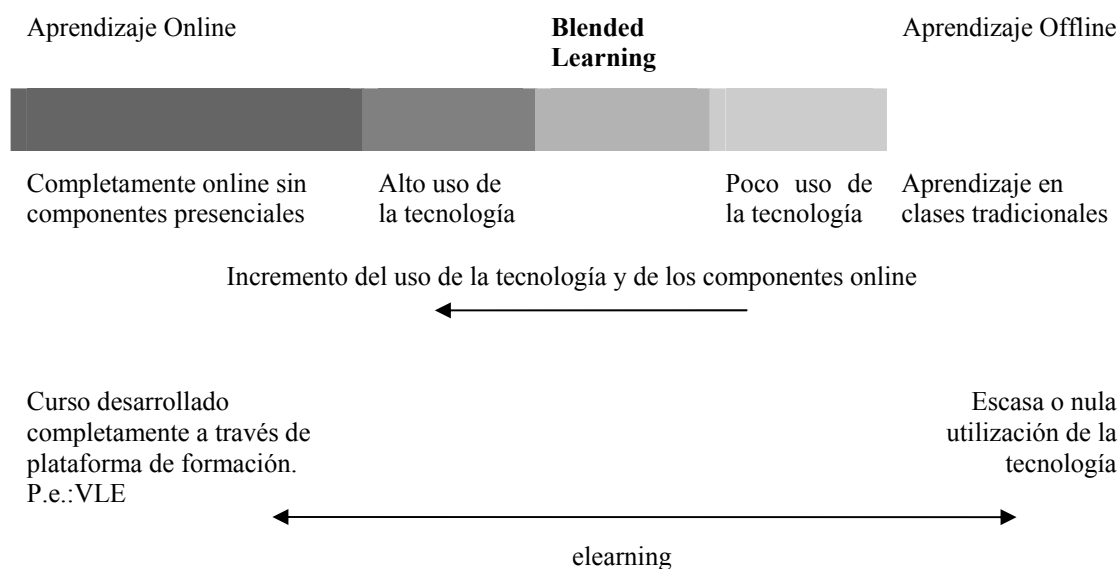 Aprendizaje Online
Blended
Learning
Aprendizaje Offline
Completamente online sin
componentes presenciales
Alto uso de
la tecnología
Poco uso de
la tecnología
Aprendizaje en
clases tradicionales
Incremento del uso de la tecnología y de los componentes online
Curso desarrollado
completamente a través de
plataforma de formación.
P.e.:VLE
Escasa o nula
utilización de la
tecnología
elearning